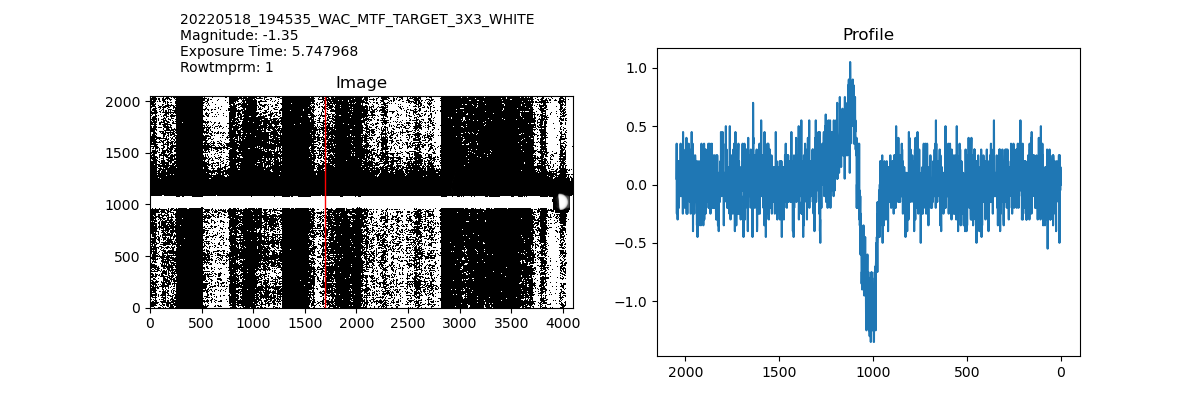 20220518_194535_WAC_MTF_TARGET_3X3_WHITE
Magnitude: -1.35
Exposure Time: 5.747968
Rowtmprm: 1
Image
2000
1500
1000
500
0
0 500 1000 1500 2000 2500 3000 3500 4000
Profile
1.0
0.5
0.0
−0.5
−1.0
2000 1500 1000 500 0